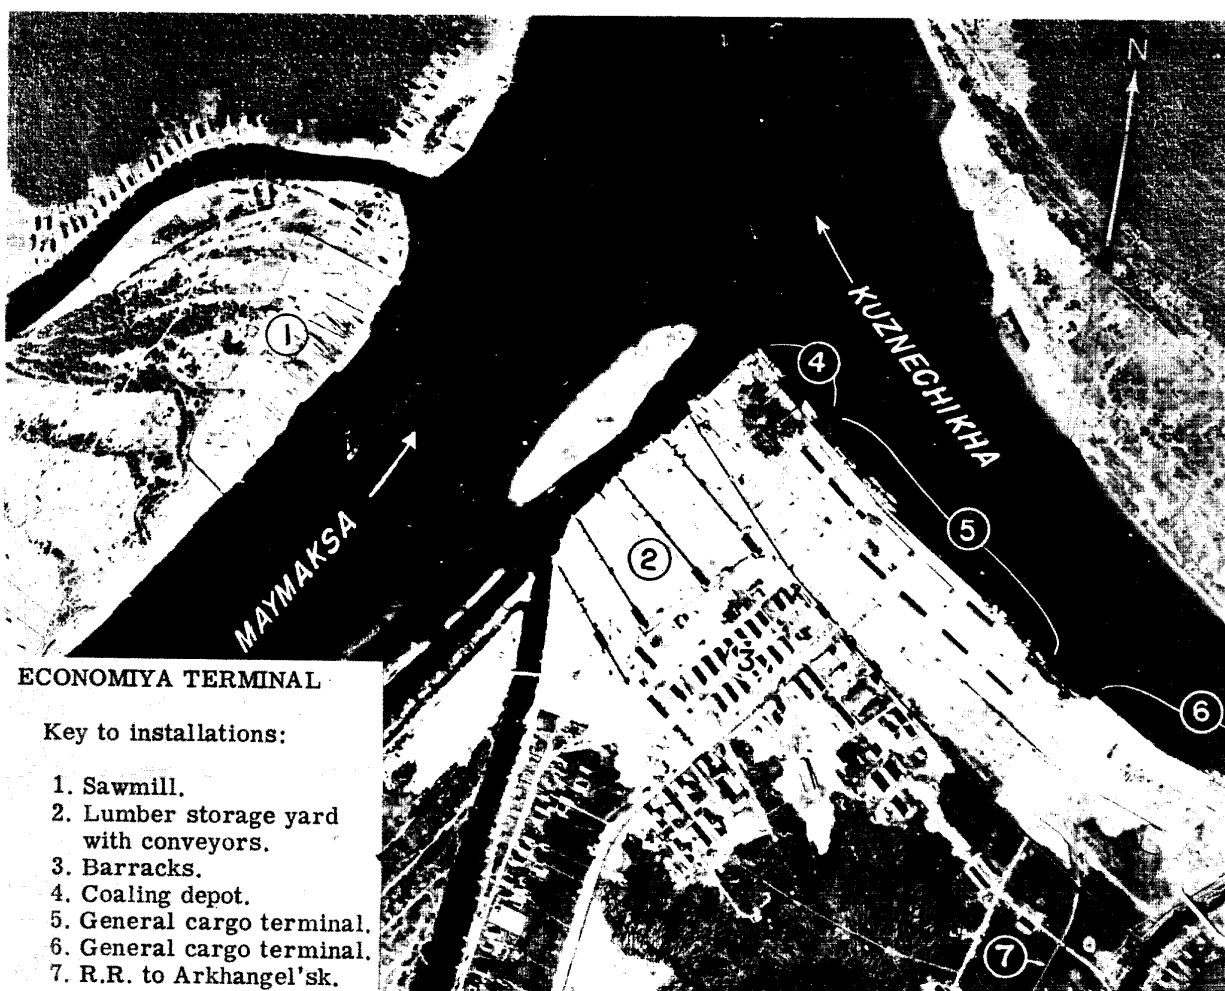 N
1
4
KUZNECHIKHA
5
MAYMAKSA
2
3
6
ECONOMIYA TERMINAL
Key to installations:
1. Sawmill.
2. Lumber storage yard
with conveyors.
3. Barracks.
4. Coaling depot.
5. General cargo terminal.
6. General cargo terminal.
7. R.R. to Arkhangel'sk.
7